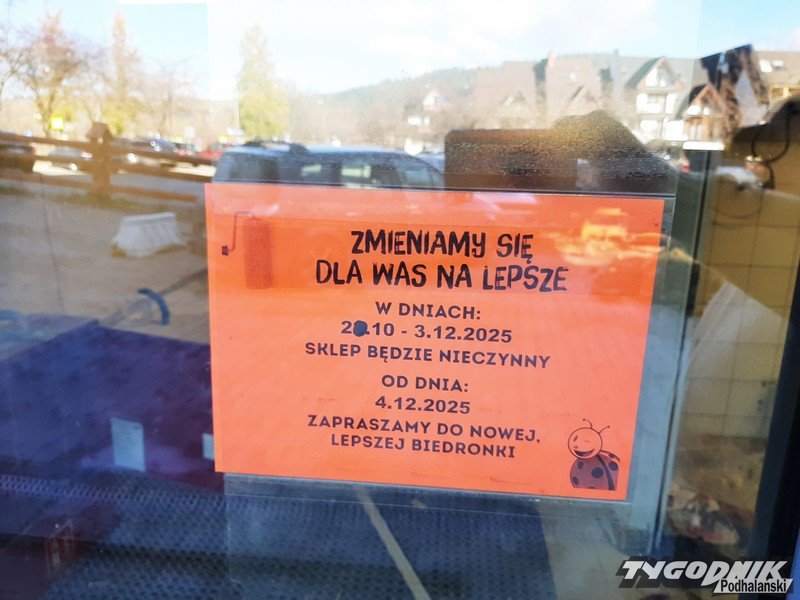 ZMIENIAMY SIĘ
DLA WAS NA LEPSZE
W DNIACH:
.10 - 3.12.2025
SKLEP BĘDZIE NIECZYNNY
OD DNIA:
4.12.2025
ZAPRASZAMY DO NOWEJ,
LEPSZEJ BIEDRONKI
TYGODNIK
Podhalański